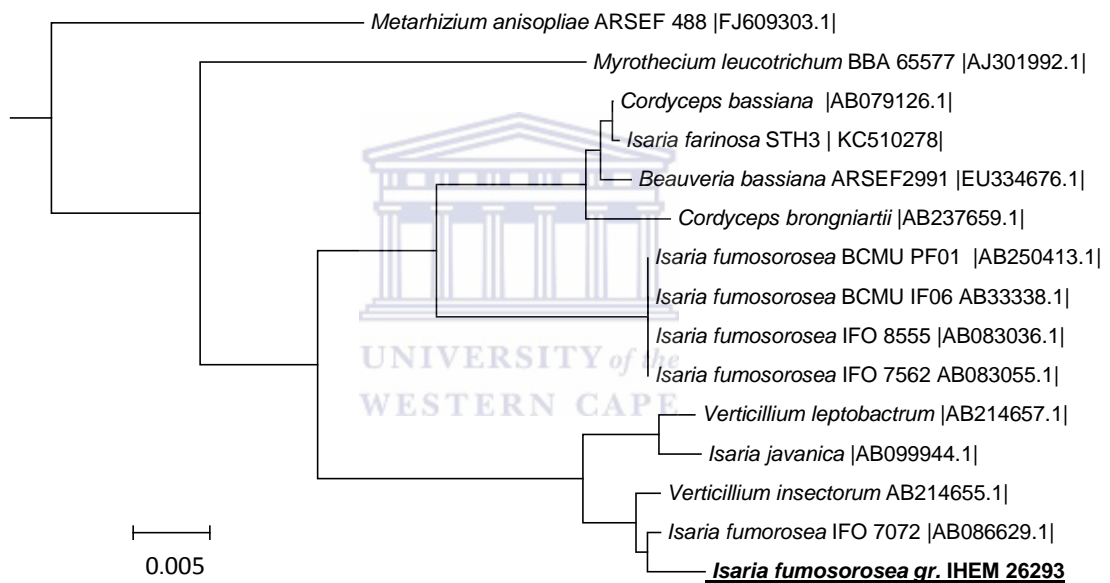 Metarhizium anisopliae ARSEF 488 |FJ609303.1|
Myrothecium leucotrichum BBA 65577 |AJ301992.1|
Cordyceps bassiana |AB079126.1|
Isaria farinosa STH3 | KC510278|
Beauveria bassiana ARSEF2991 |EU334676.1|
Cordyceps brongniartii |AB237659.1|
Isaria fumosorosea BCMU PF01 |AB250413.1|
Isaria fumosorosea BCMU IF06 AB33338.1|
Isaria fumosorosea IFO 8555 |AB083036.1|
UNIVERSITY of the
Isaria fumosorosea IFO 7562 AB083055.1|
WESTERN CAPE
Verticillium leptobactrum |AB214657.1|
Isaria javanica |AB099944.1|
Verticillium insectorum AB214655.1|
Isaria fumorosea IFO 7072 |AB086629.1|
Isaria fumosorosea gr. IHEM 26293
0.005